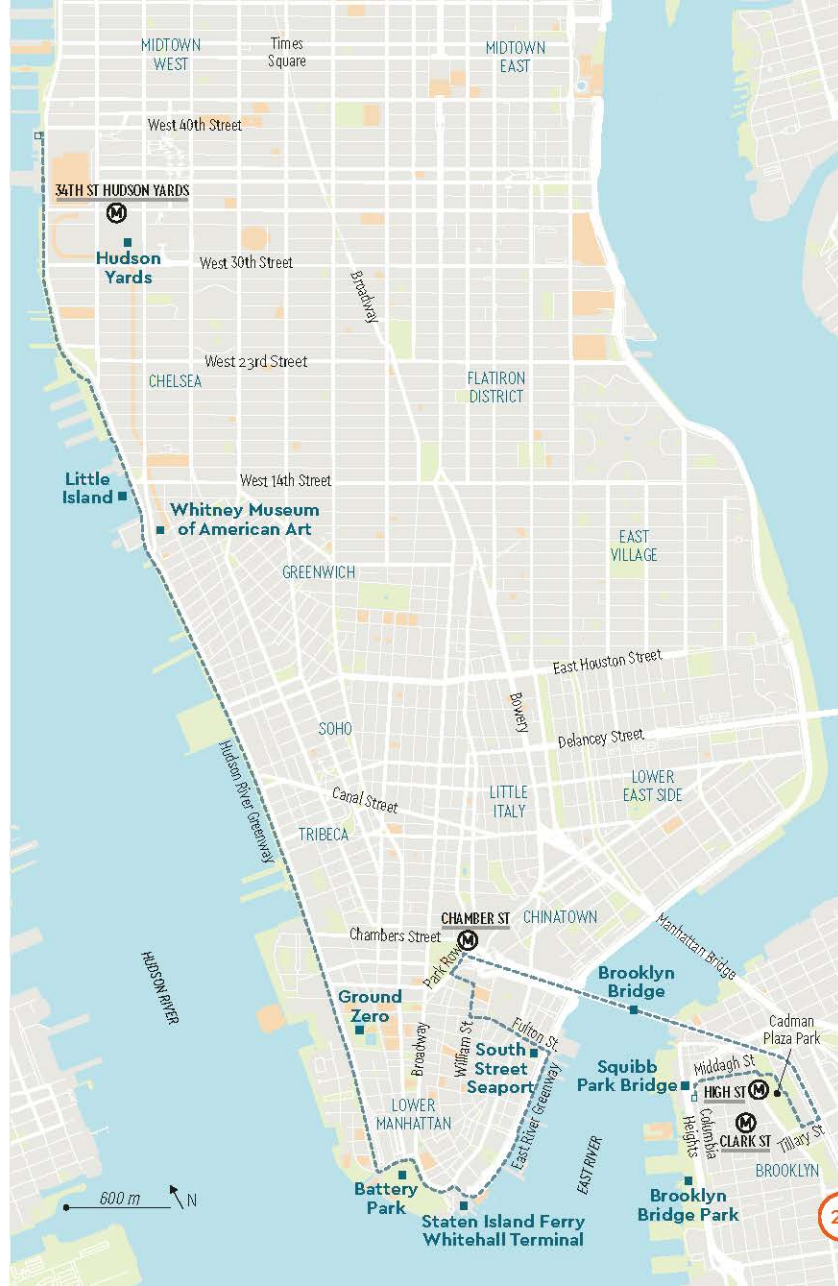 MIDTOWN
WEST
Times
Square
MIDTOWN
EAST
West 40th Street
34TH ST HUDSON YARDS
M
Hudson
Yards
West 30th Street
Broadway
West 23rd Street
CHELSEA
FLATIRON
DISTRICT
Little
Island
West 14th Street
Whitney Museum
of American Art
EAST
VILLAGE
GREENWICH
East Houston Street
Bowery
SOHO
Delancey Street
Hudson River Greenway
Canal Street
LITTLE
ITALY
LOWER
EAST SIDE
TRIBECA
CHAMBER ST
M
CHINATOWN
Chambers Street
Park Row
Manhattan Bridge
HUDSON RIVER
Brooklyn
Bridge
Ground
Zero
Broadway
William St
Fulton St.
Cadman
Plaza Park
South
Street
Seaport
Squibb
Park Bridge
Middagh St
HIGH ST M
LOWER
MANHATTAN
East River Greenway
Columbia
Heights
M
CLARK ST
Tillary St
EAST RIVER
BROOKLYN
Battery
Park
Brooklyn
Bridge Park
600 m
N
Staten Island Ferry
Whitehall Terminal
2